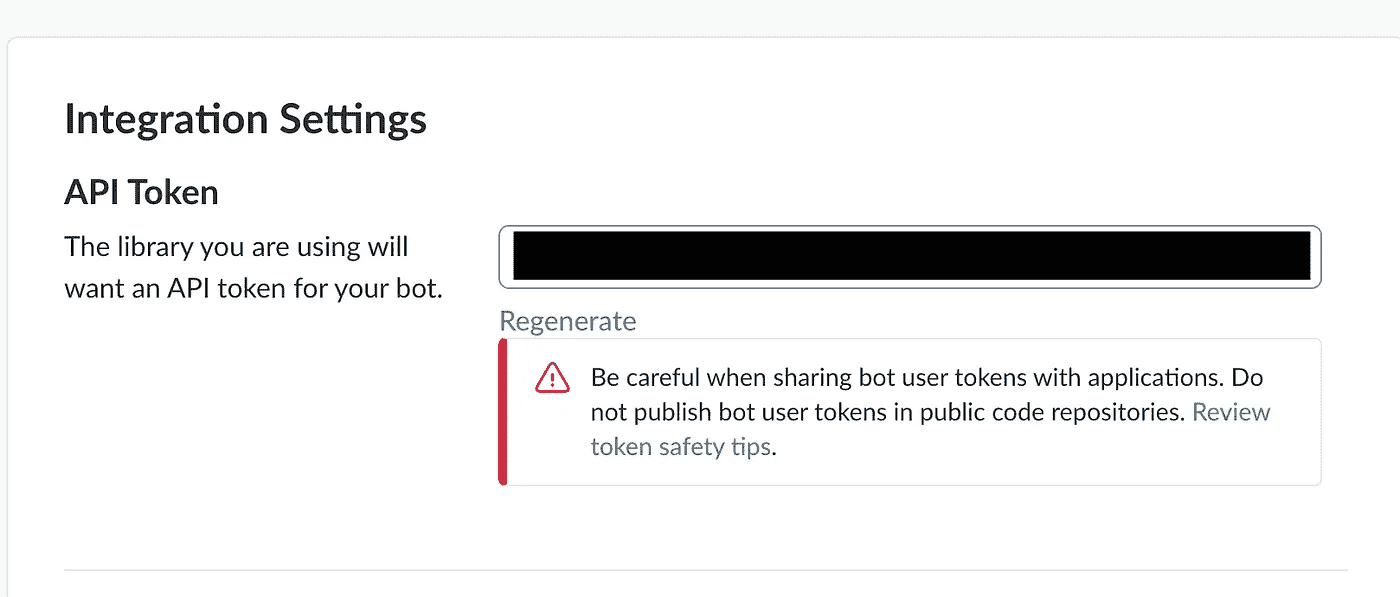 Integration Settings
API Token
The library you are using will
want an API token for your bot.
Regenerate
Be careful when sharing bot user tokens with applications. Do
not publish bot user tokens in public code repositories. Review
token safety tips.